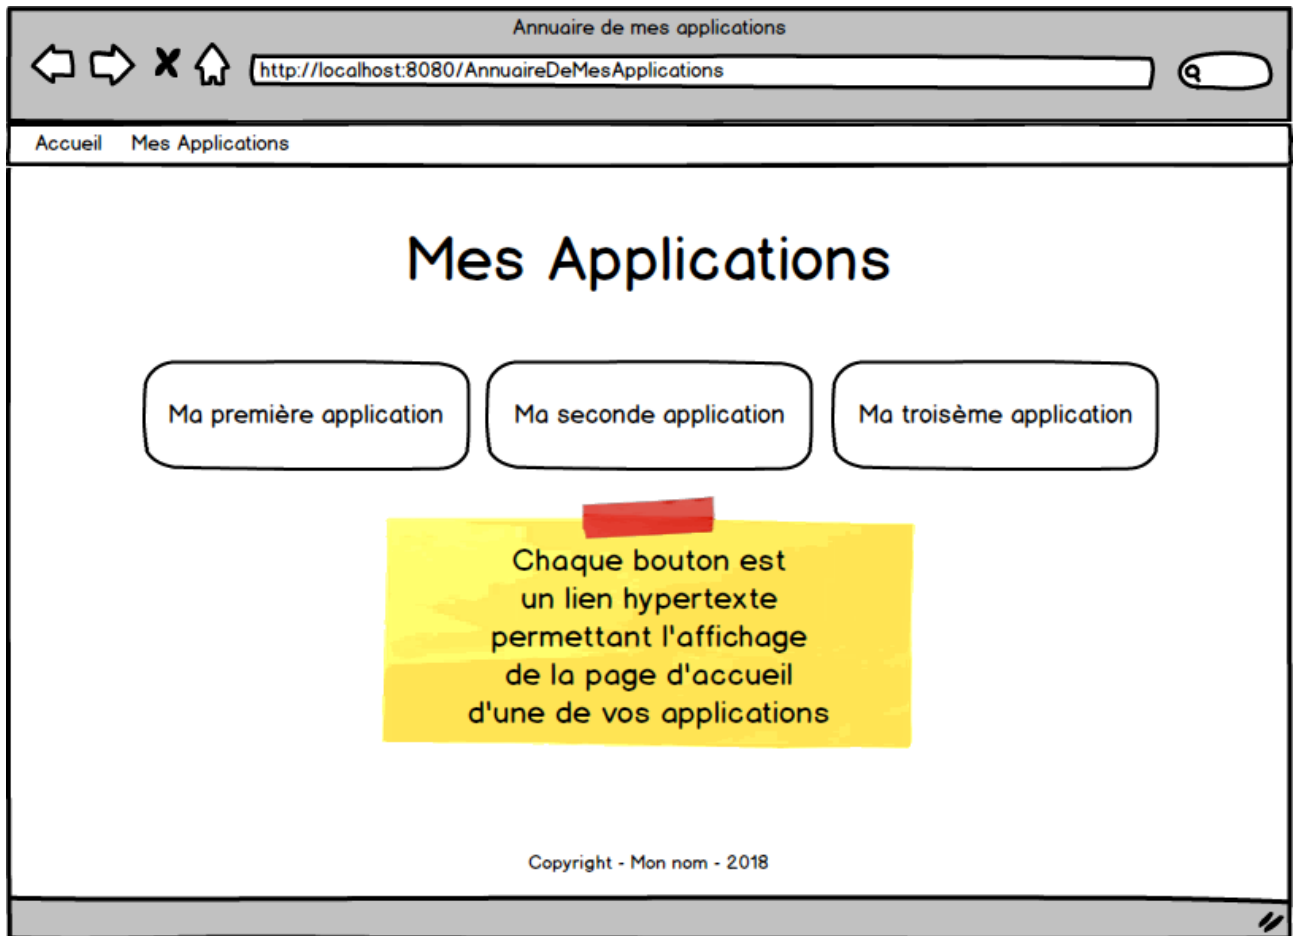 Annuaire de mes applications
http://localhost:8080/AnnuaireDeMesApplications
Accueil Mes Applications
Mes Applications
Ma première application Ma seconde application Ma troisème application
Chaque bouton est
un lien hypertexte
permettant l'affichage
de la page d'accueil
d'une de vos applications
Copyright - Mon nom - 2018